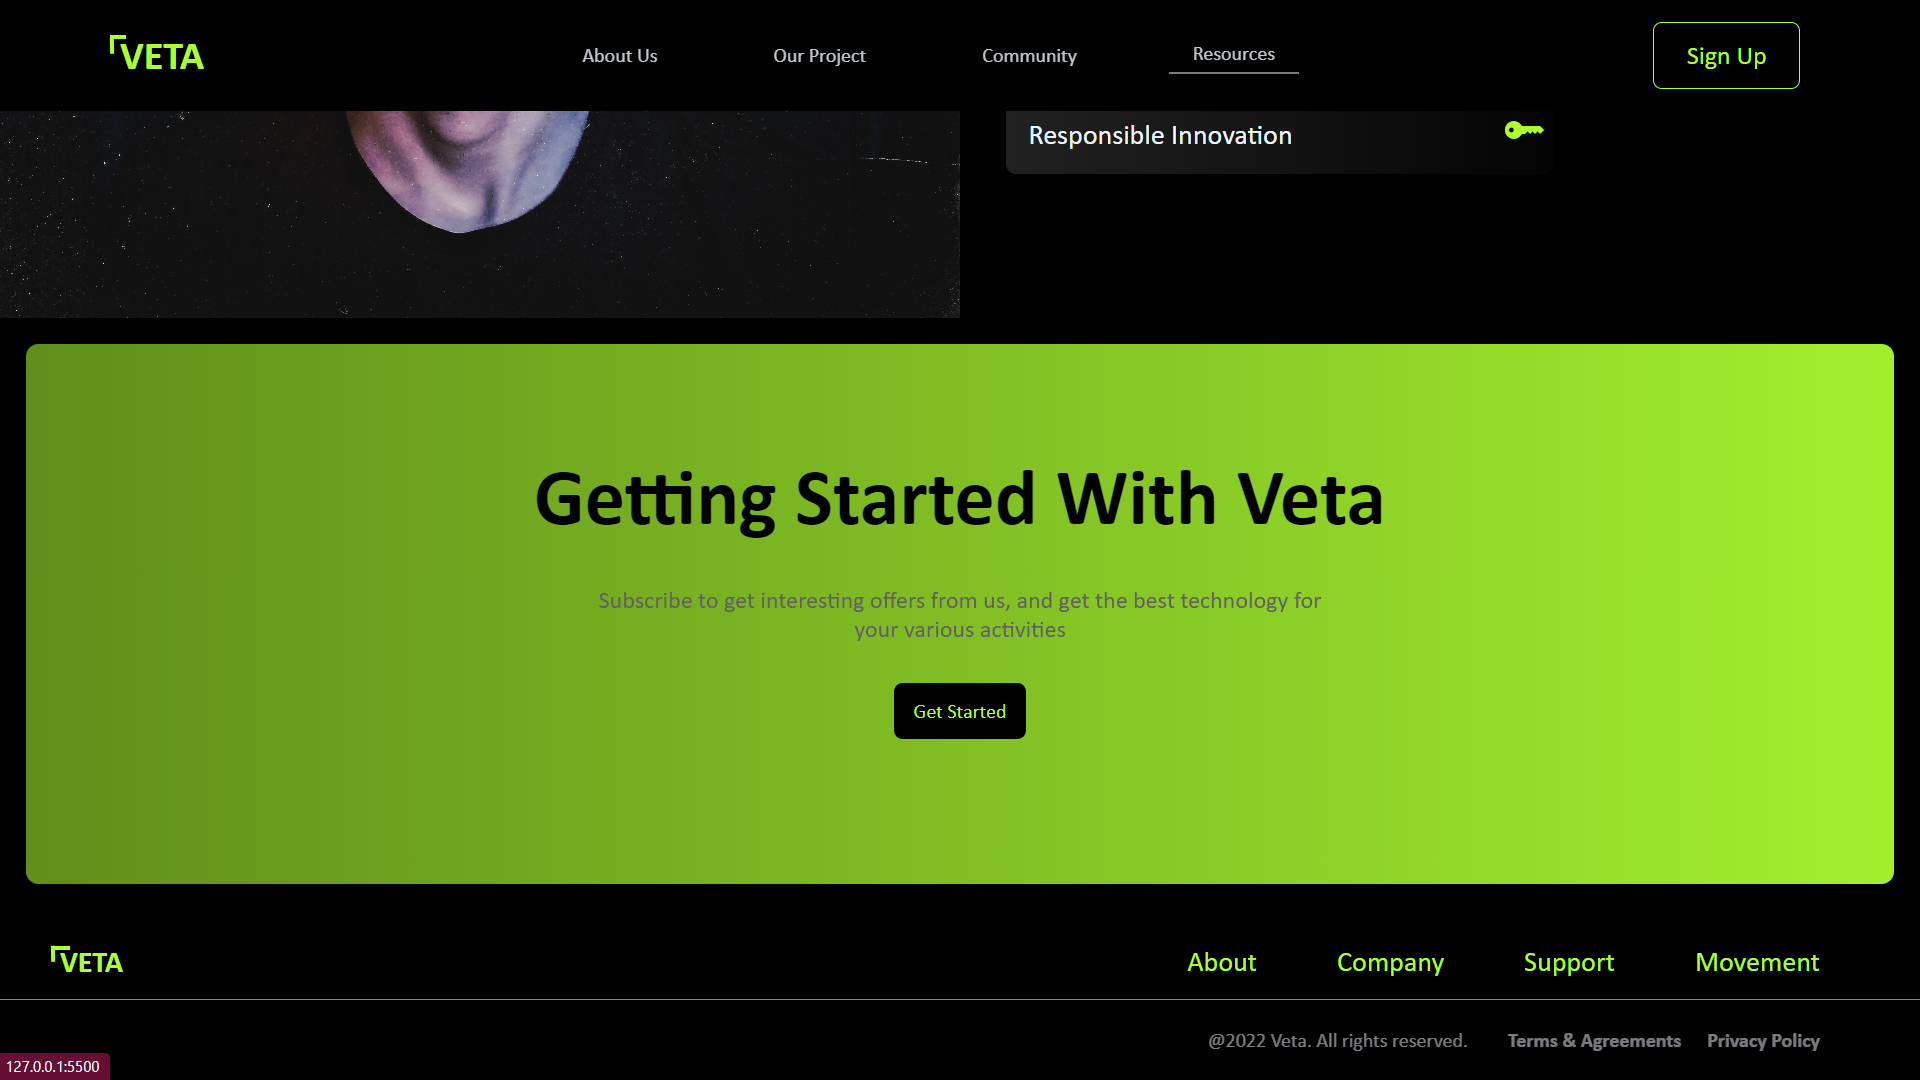 VETA
About Us
Our Project
Community
Resources
Sign Up
Responsible Innovation
Getting Started With Veta
Subscribe to get interesting offers from us, and get the best technology for
your various activities
Get Started
VETA
About
Company
Support
Movement
@2022 Veta. All rights reserved.
Terms & Agreements
Privacy Policy
127.0.0.1:5500